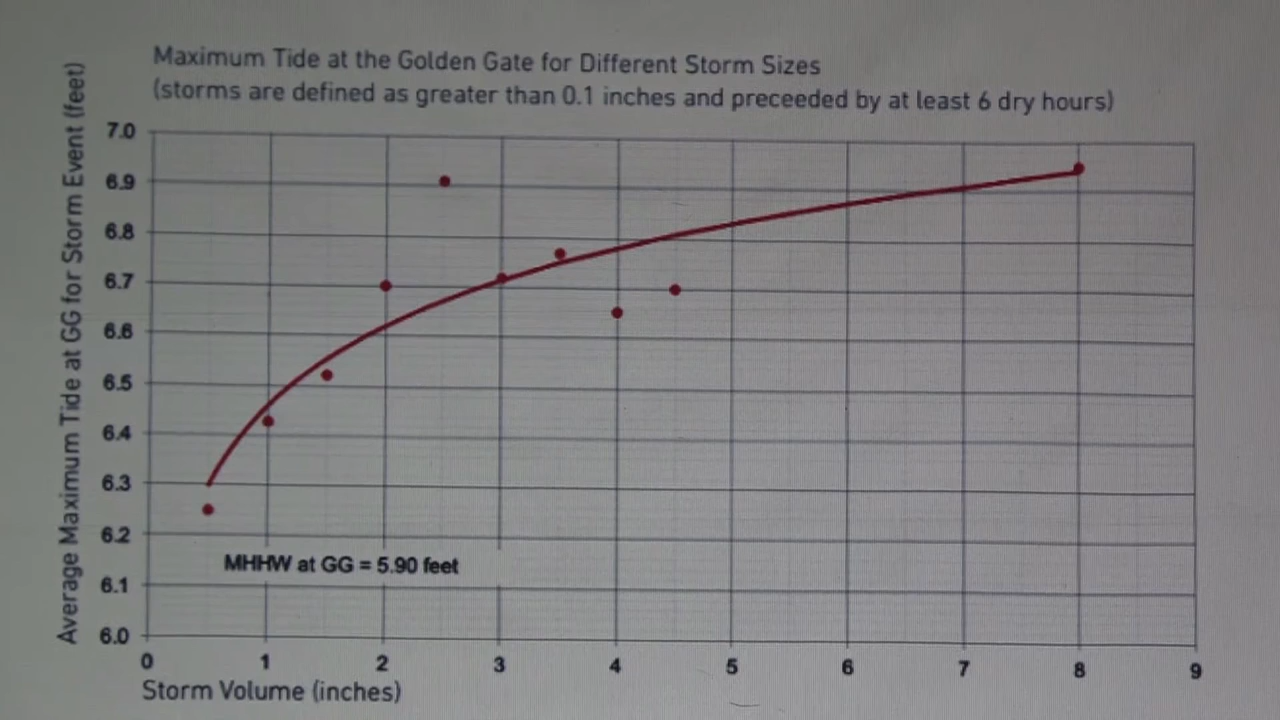 Maximum Tide at the Golden Gate for Different Storm Sizes
(storms are defined as greater than 0.1 inches and preceeded by at least 6 dry hours)
Average Maximum Tide at GG for Storm Event (feet)
7.0
6.9
6.8
6.7
6.6
6.5
6.4
6.3
6.2
6.1
6.0
MHHW at GG = 5.90 feet
0 1 2 3 4 5 6 7 8 9
Storm Volume (inches)